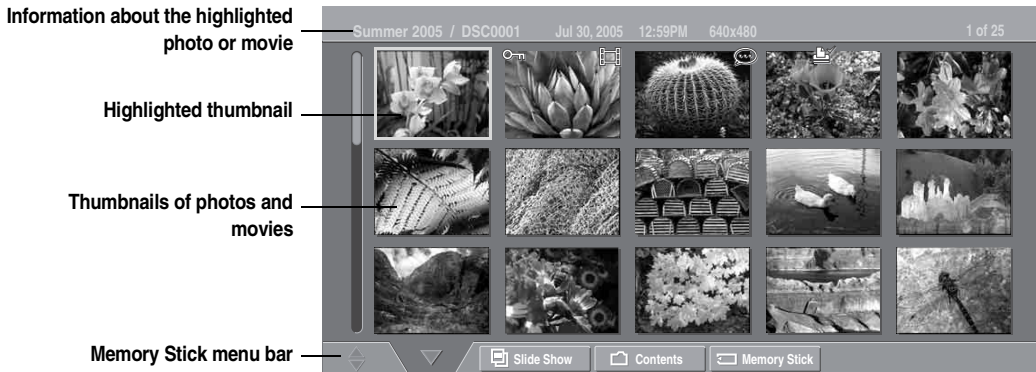 Information about the highlighted
photo or movie
Summer 2005 / DSC0001 Jul 30, 2005 12:59PM 640x480 1 of 25
Highlighted thumbnail
Thumbnails of photos and
movies
Memory Stick menu bar
Slide Show Contents Memory Stick